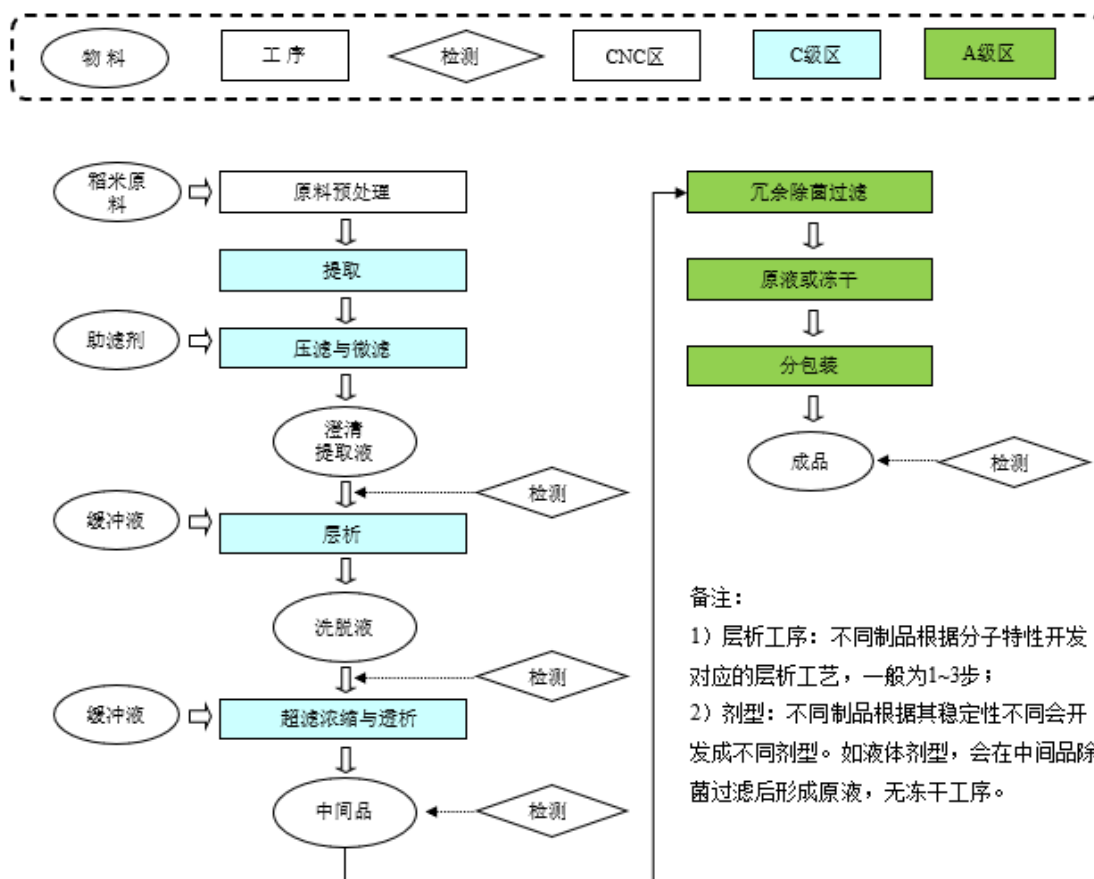 物料
工序
检测
CNC区
C级区
A级区
稻米原
料
原料预处理
提取
助滤剂
压滤与微滤
澄清
提取液
检测
缓冲液
层析
洗脱液
检测
缓冲液
超滤浓缩与透析
中间品
检测
冗余除菌过滤
原液或冻干
分包装
成品
检测
备注：
1）层析工序：不同制品根据分子特性开发
对应的层析工艺，一般为1~3步；
2）剂型：不同制品根据其稳定性不同会开
发成不同剂型。如液体剂型，会在中间品除
菌过滤后形成原液，无冻干工序。